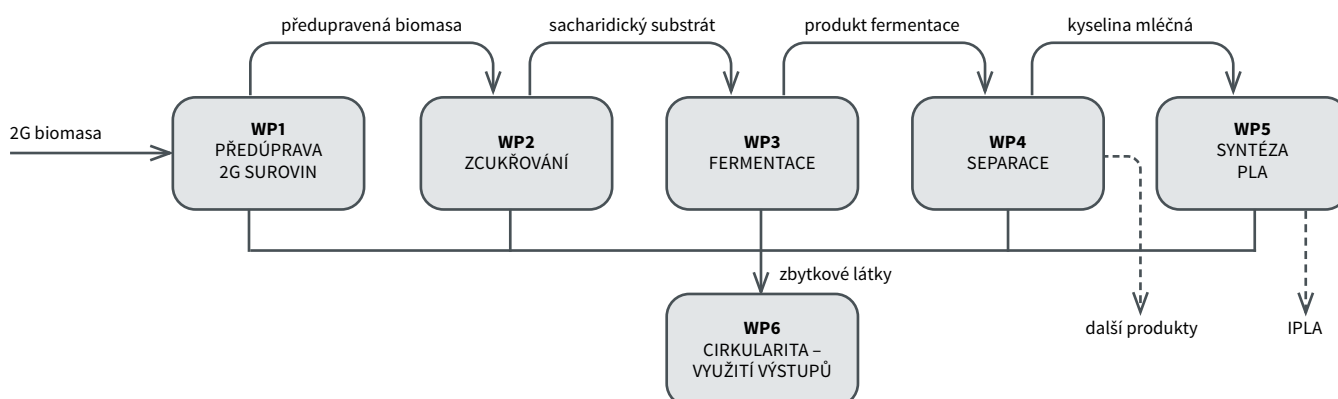 předupravená biomasa
sacharidický substrát
produkt fermentace
kyselina mléčná
2G biomasa
WP1
PŘEDÚPRAVA
2G SUROVIN
WP2
ZCUKŘOVÁNÍ
WP3
FERMENTACE
WP4
SEPARACE
WP5
SYNTÉZA
PLA
zbytkové látky
WP6
CIRKULARITA –
VYUŽITÍ VÝSTUPŮ
další produkty
lPLA